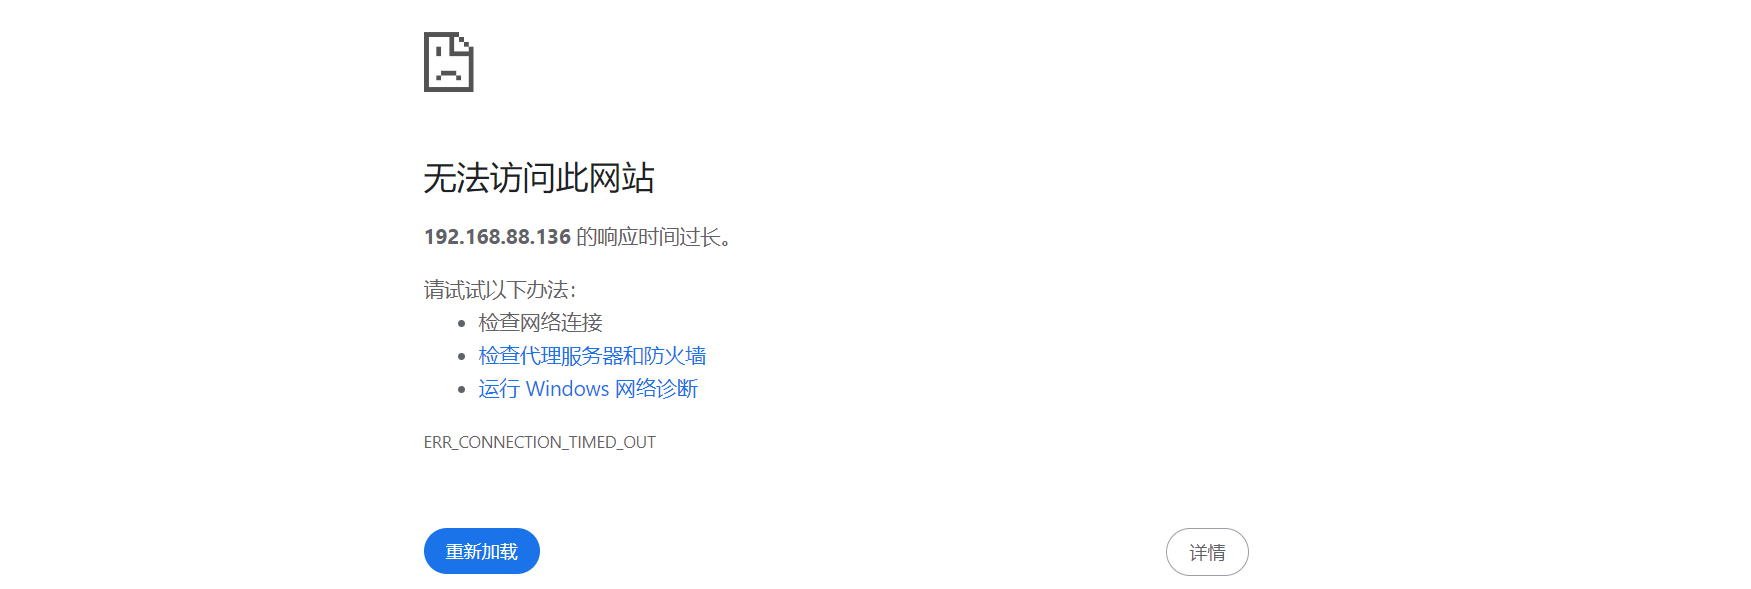 无法访问此网站
192.168.88.136 的响应时间过长。
请试试以下办法：
检查网络连接
检查代理服务器和防火墙
运行 Windows 网络诊断
ERR_CONNECTION_TIMED_OUT
重新加载
详情